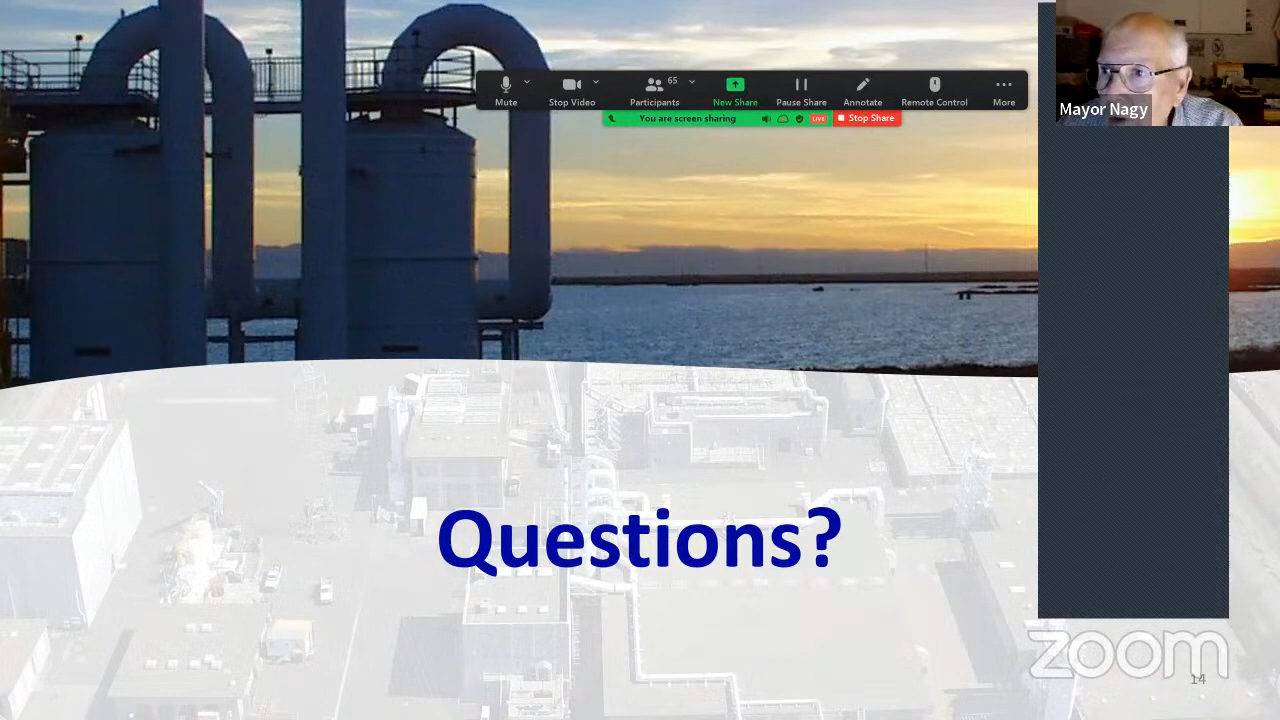 65
Mute
Stop Video
Participants
New Share
Pause Share
Annotate
Remote Control
More
You are screen sharing
LIVE
Stop Share
Mayor Nagy
Questions?
zoom
14